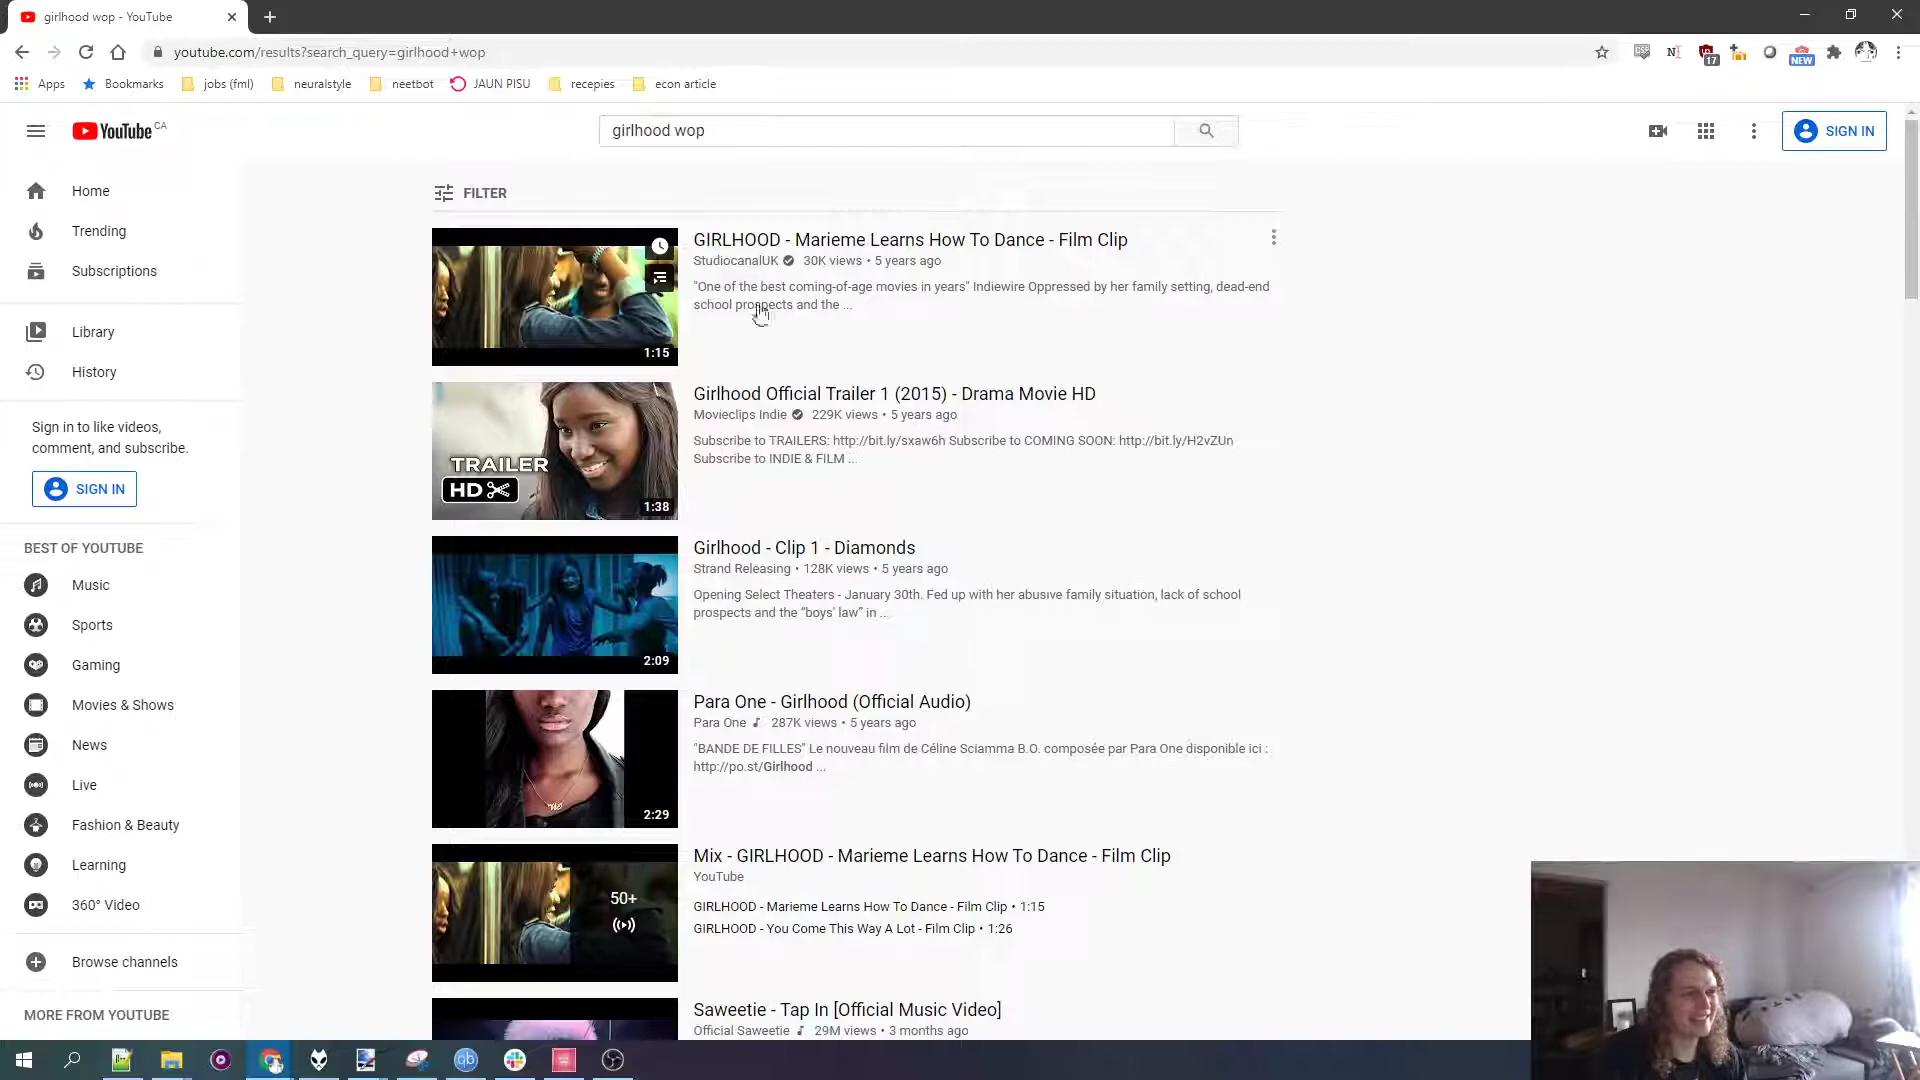 girlhood wop - YouTube
youtube.com/results?search_query=girlhood+wop
17
NEW
Apps
Bookmarks
jobs (fml)
neuralstyle
neetbot
JAUN PISU
recepies
econ article
YouTube CA
girlhood wop
SIGN IN
Home
Trending
Subscriptions
Library
History
Sign in to like videos,
comment, and subscribe.
SIGN IN
BEST OF YOUTUBE
Music
Sports
Gaming
Movies & Shows
News
Live
Fashion & Beauty
Learning
360° Video
Browse channels
MORE FROM YOUTUBE
FILTER
1:15
GIRLHOOD - Marieme Learns How To Dance - Film Clip
StudiocanalUK 30K views • 5 years ago
"One of the best coming-of-age movies in years" Indiewire Oppressed by her family setting, dead-end
school prospects and the ...
TRAILER
HD
1:38
Girlhood Official Trailer 1 (2015) - Drama Movie HD
Movieclips Indie 229K views • 5 years ago
Subscribe to TRAILERS: http://bit.ly/sxaw6h Subscribe to COMING SOON: http://bit.ly/H2vZUn
Subscribe to INDIE & FILM ...
2:09
Girlhood - Clip 1 - Diamonds
Strand Releasing • 128K views • 5 years ago
Opening Select Theaters - January 30th. Fed up with her abusive family situation, lack of school
prospects and the “boys' law” in ...
2:29
Para One - Girlhood (Official Audio)
Para One 287K views • 5 years ago
"BANDE DE FILLES" Le nouveau film de Céline Sciamma B.O. composée par Para One disponible ici :
http://po.st/Girlhood ...
50+
Mix - GIRLHOOD - Marieme Learns How To Dance - Film Clip
YouTube
GIRLHOOD - Marieme Learns How To Dance - Film Clip • 1:15
GIRLHOOD - You Come This Way A Lot - Film Clip • 1:26
Saweetie - Tap In [Official Music Video]
Official Saweetie 29M views • 3 months ago
gb